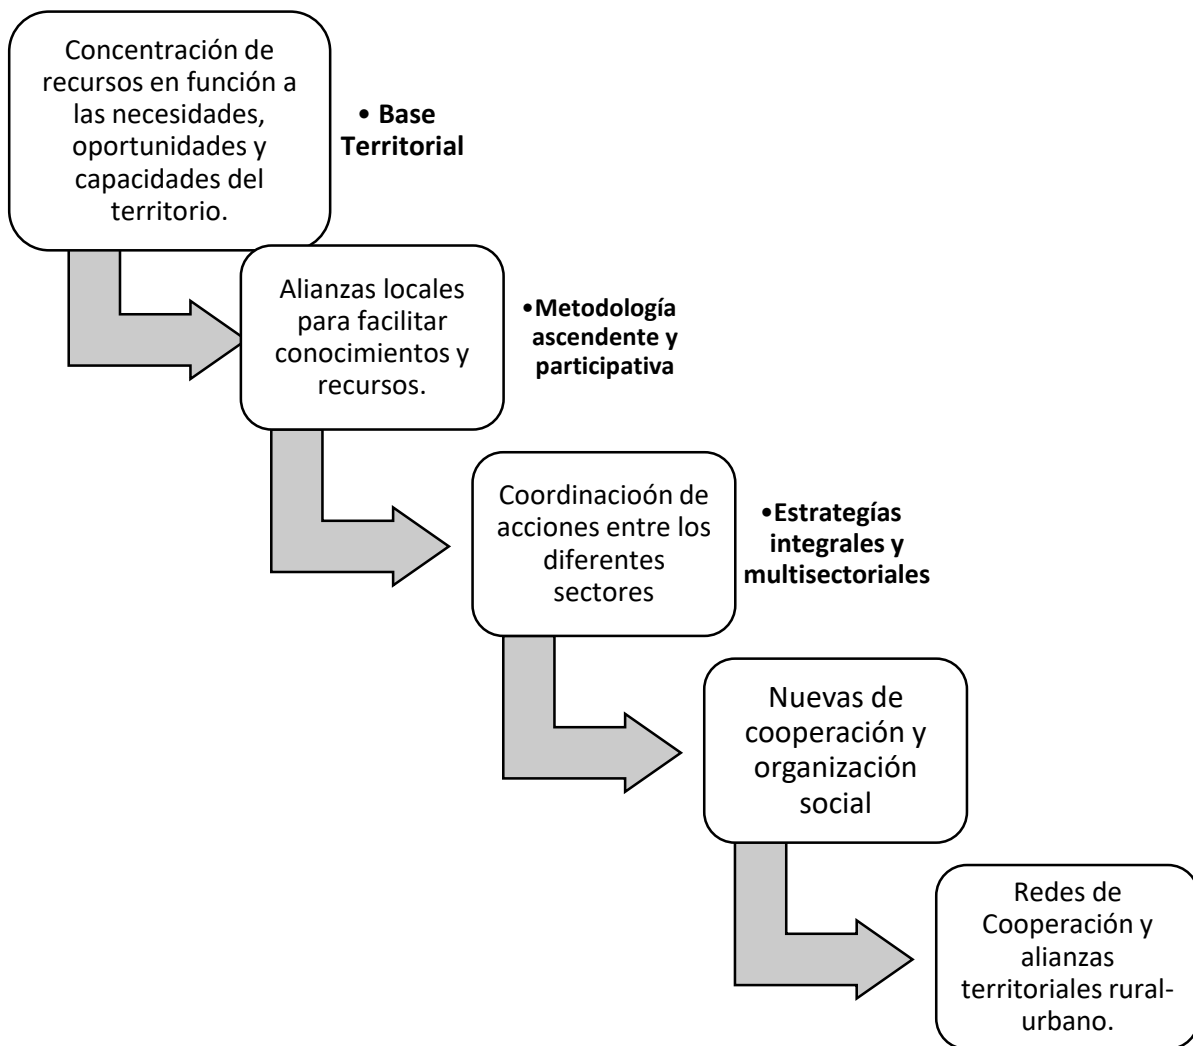 Concentración de
recursos en función a
las necesidades,
oportunidades y
capacidades del
territorio.
• Base
Territorial
Alianzas locales
para facilitar
conocimientos y
recursos.
•Metodología
ascendente y
participativa
Coordinacioón de
acciones entre los
diferentes
sectores
•Estrategías
integrales y
multisectoriales
Nuevas de
cooperación y
organización
social
Redes de
Cooperación y
alianzas
territoriales rural-
urbano.